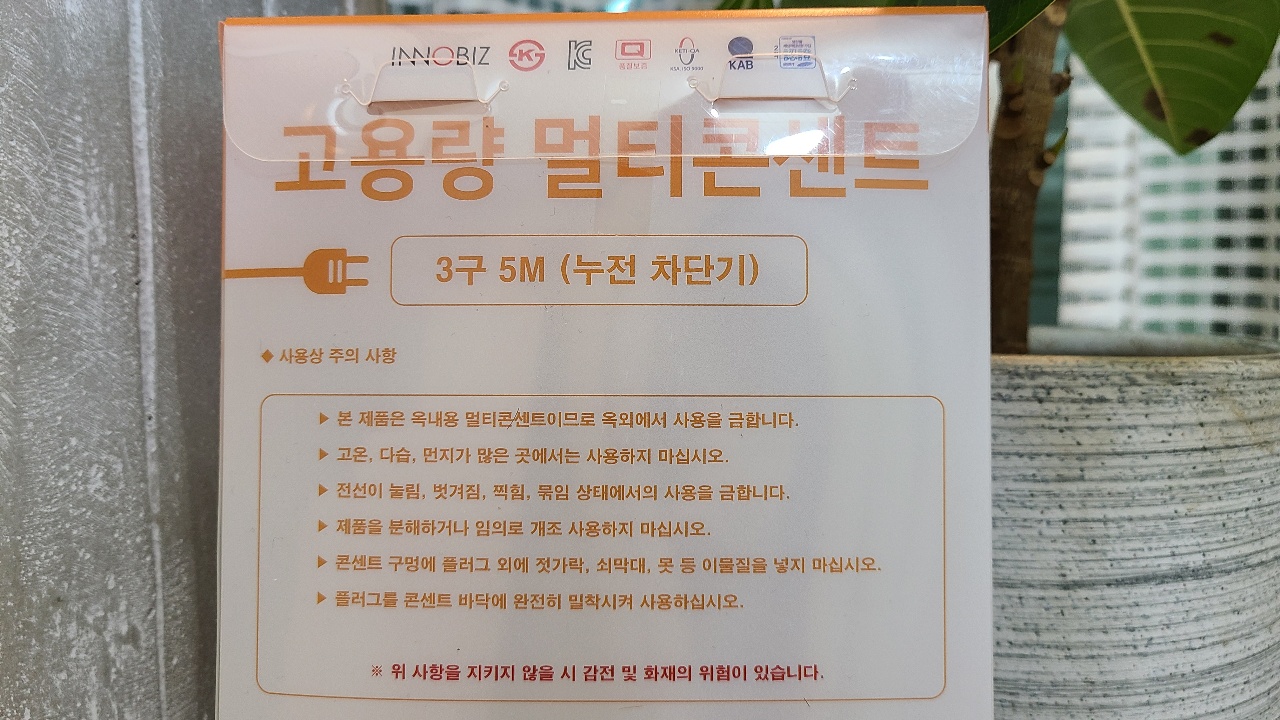 INNOBIZ
품질보증
KETI-QA
KSA ISO 9000
KAB
고용량 멀티콘센트
3구 5M (누전 차단기)
◆ 사용상 주의 사항
▶ 본 제품은 옥내용 멀티콘센트이므로 옥외에서 사용을 금합니다.
▶ 고온, 다습, 먼지가 많은 곳에서는 사용하지 마십시오.
▶ 전선이 눌림, 벗겨짐, 찍힘, 묶임 상태에서의 사용을 금합니다.
▶ 제품을 분해하거나 임의로 개조 사용하지 마십시오.
▶ 콘센트 구멍에 플러그 외에 젓가락, 쇠막대, 못 등 이물질을 넣지 마십시오.
▶ 플러그를 콘센트 바닥에 완전히 밀착시켜 사용하십시오.
※ 위 사항을 지키지 않을 시 감전 및 화재의 위험이 있습니다.